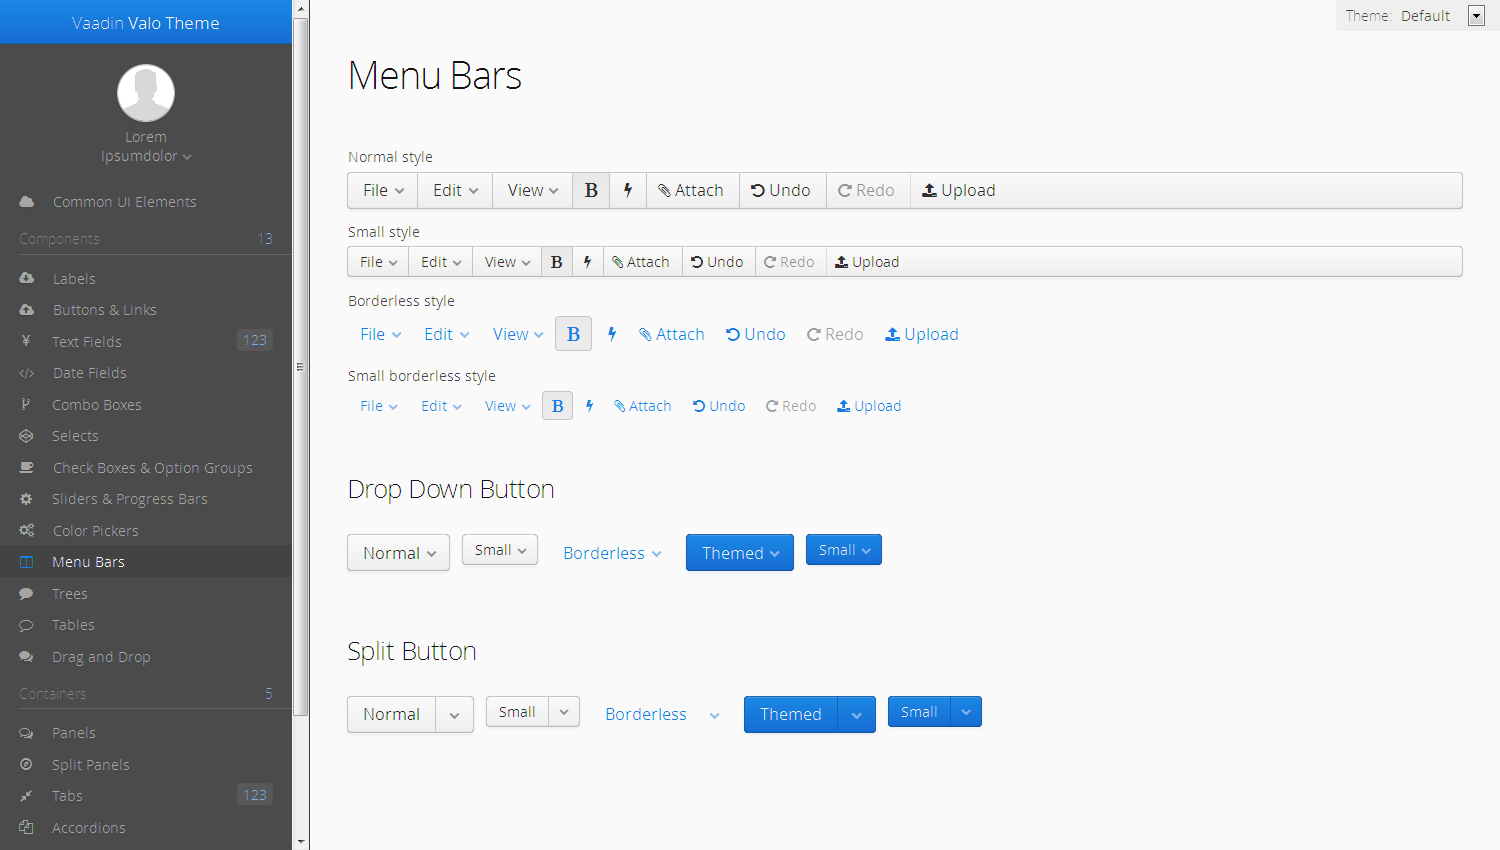 Vaadin Valo Theme
Lorem
Ipsumdolor
Common UI Elements
Components 13
Labels
Buttons & Links
Text Fields 123
Date Fields
Combo Boxes
Selects
Check Boxes & Option Groups
Sliders & Progress Bars
Color Pickers
Menu Bars
Trees
Tables
Drag and Drop
Containers 5
Panels
Split Panels
Tabs 123
Accordions
Theme: Default
Menu Bars
Normal style
File Edit View B Attach Undo Redo Upload
Small style
File Edit View B Attach Undo Redo Upload
Borderless style
File Edit View B Attach Undo Redo Upload
Small borderless style
File Edit View B Attach Undo Redo Upload
Drop Down Button
Normal Small Borderless Themed Small
Split Button
Normal Small Borderless Themed Small